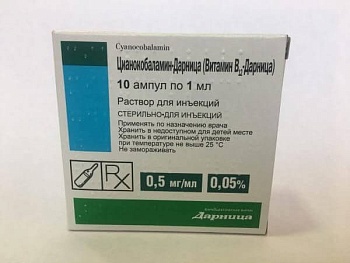 Cyanocobalamin
Цианокобаламин-Дарница (Витамин B12-Дарница)
10 ампул по 1 мл
Раствор для инъекций
СТЕРИЛЬНО-ДЛЯ ИНЪЕКЦИЙ
Применять по назначению врача
Хранить в недоступном для детей месте
Хранить в оригинальной упаковке
при температуре не выше 25 °C
Не замораживать
Rx
0,5 мг/мл 0,05%
Дарница